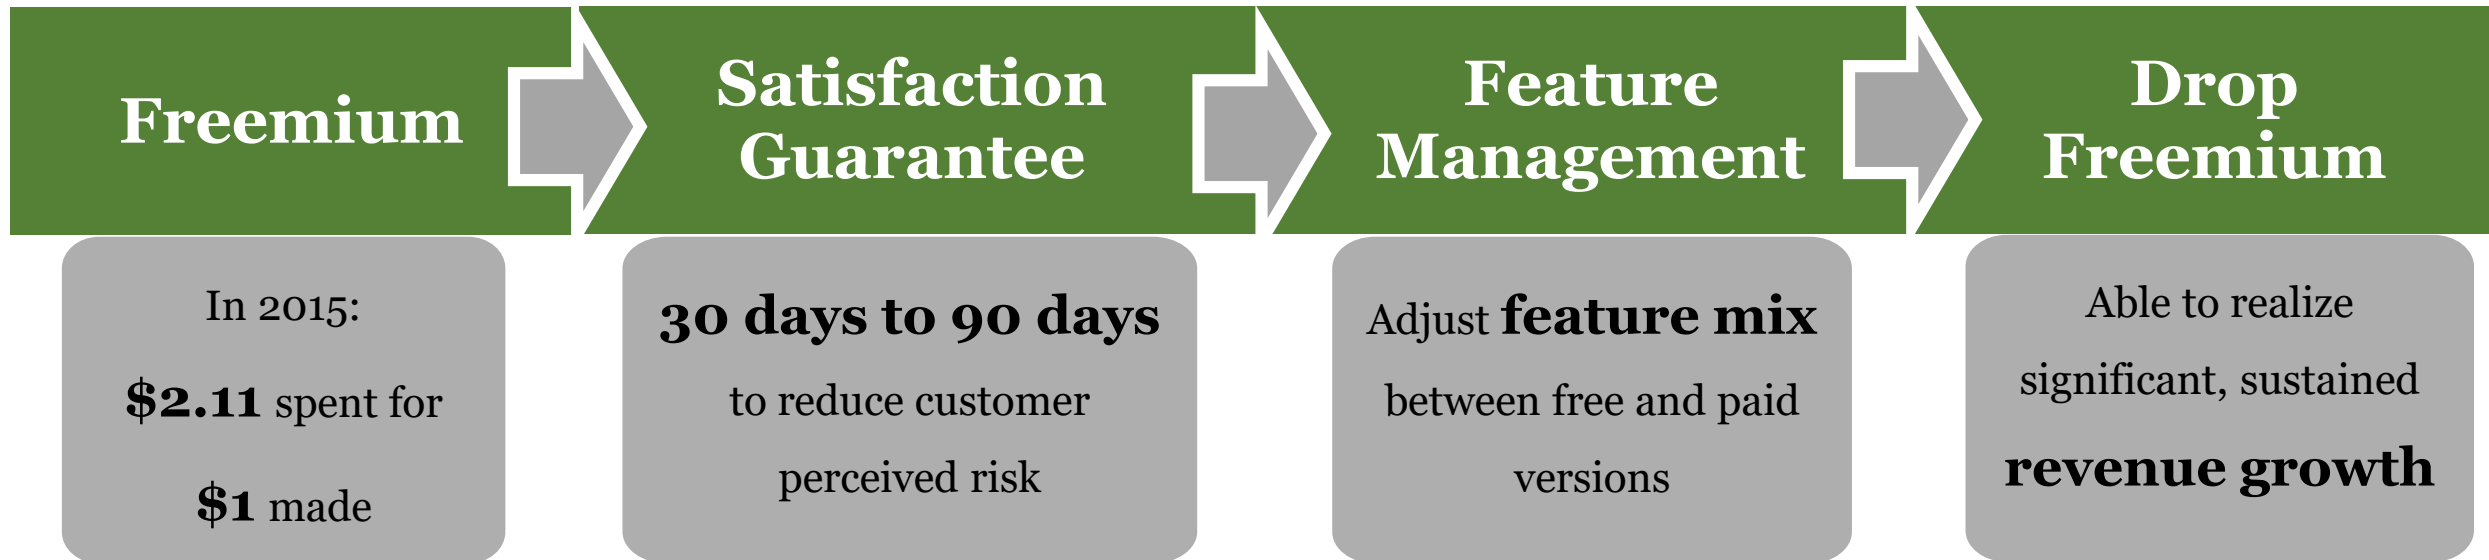 Freemium
Satisfaction
Guarantee
Feature
Management
Drop
Freemium
In 2015:
$2.11 spent for
$1 made
30 days to 90 days
to reduce customer
perceived risk
Adjust feature mix
between free and paid
versions
Able to realize
significant, sustained
revenue growth